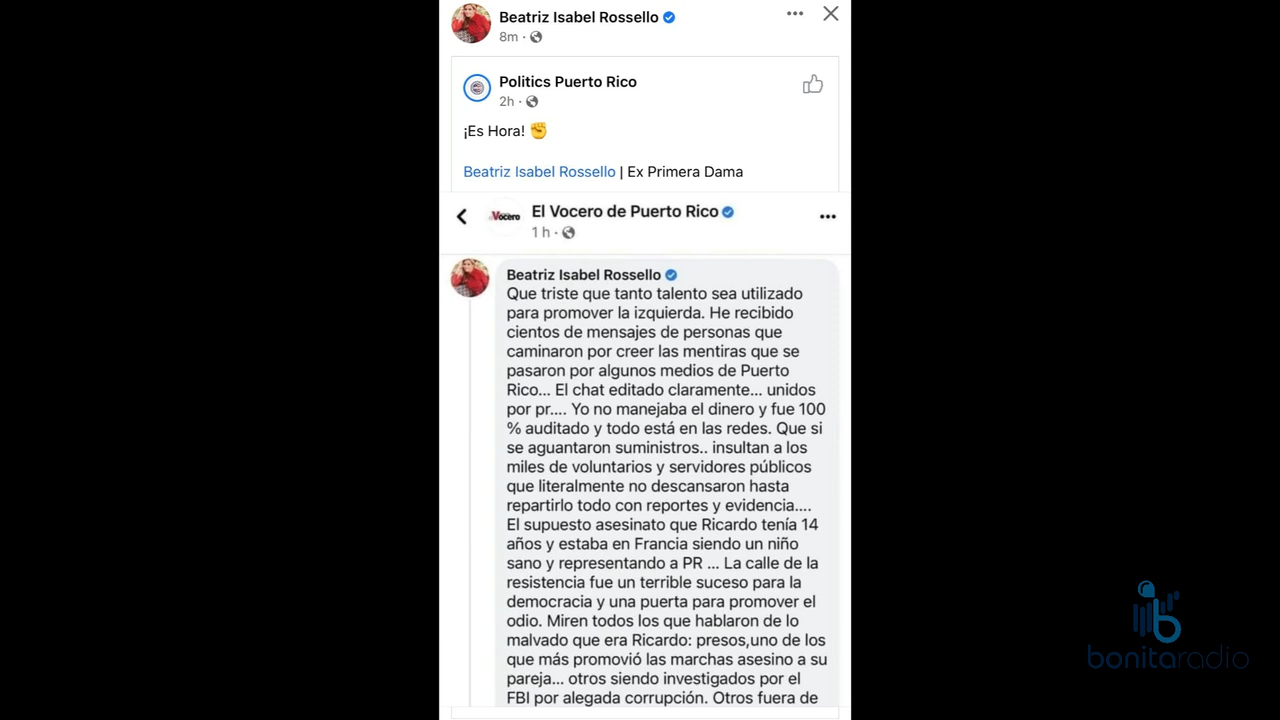 Beatriz Isabel Rossello
8m ·
Politics Puerto Rico
2h ·
¡Es Hora! ✊
Beatriz Isabel Rossello | Ex Primera Dama
Vocero
El Vocero de Puerto Rico
1 h ·
Beatriz Isabel Rossello
Que triste que tanto talento sea utilizado
para promover la izquierda. He recibido
cientos de mensajes de personas que
caminaron por creer las mentiras que se
pasaron por algunos medios de Puerto
Rico... El chat editado claramente... unidos
por pr.... Yo no manejaba el dinero y fue 100
% auditado y todo está en las redes. Que si
se aguantaron suministros.. insultan a los
miles de voluntarios y servidores públicos
que literalmente no descansaron hasta
repartirlo todo con reportes y evidencia....
El supuesto asesinato que Ricardo tenía 14
años y estaba en Francia siendo un niño
sano y representando a PR ... La calle de la
resistencia fue un terrible suceso para la
democracia y una puerta para promover el
odio. Miren todos los que hablaron de lo
malvado que era Ricardo: presos,uno de los
que más promovió las marchas asesino a su
pareja... otros siendo investigados por el
FBI por alegada corrupción. Otros fuera de
bonitaradio